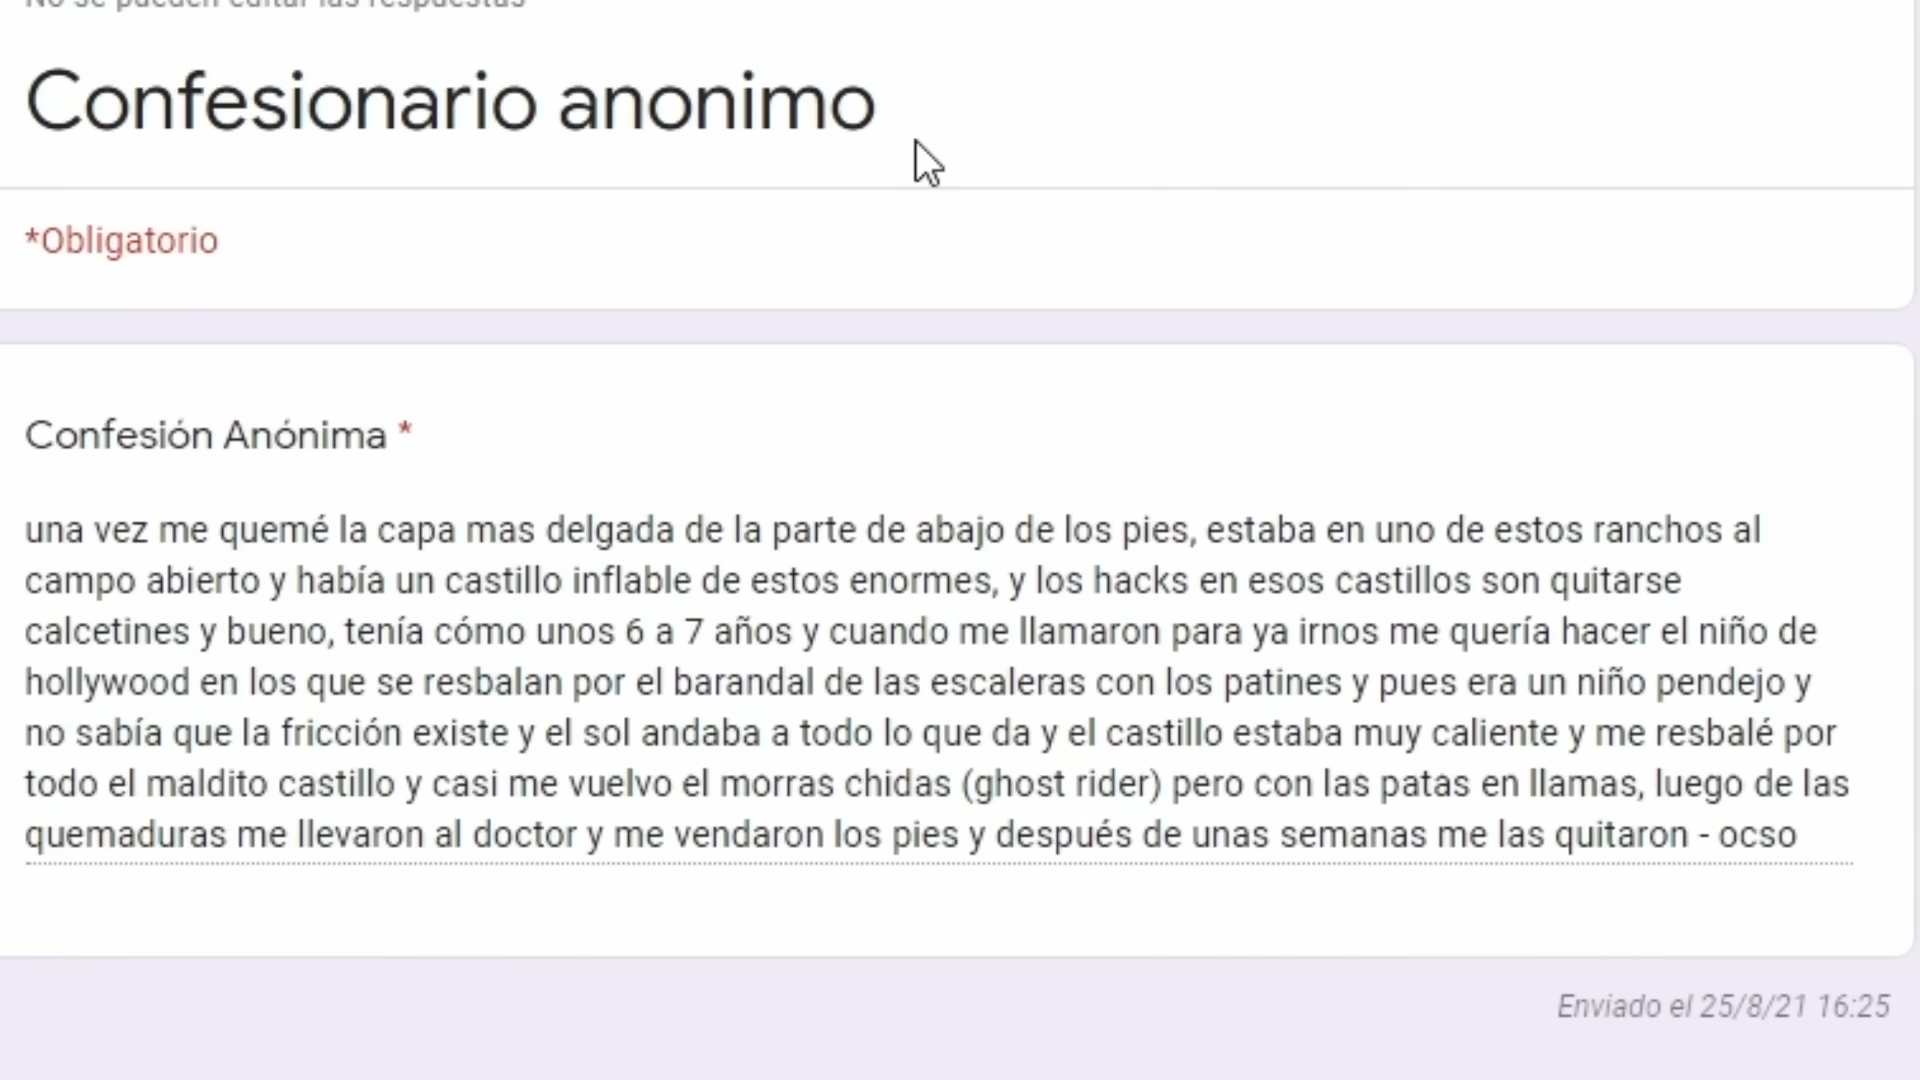 No se pueden editar las respuestas
Confesionario anonimo
*Obligatorio
Confesión Anónima *
una vez me quemé la capa mas delgada de la parte de abajo de los pies, estaba en uno de estos ranchos al
campo abierto y había un castillo inflable de estos enormes, y los hacks en esos castillos son quitarse
calcetines y bueno, tenía cómo unos 6 a 7 años y cuando me llamaron para ya irnos me quería hacer el niño de
hollywood en los que se resbalan por el barandal de las escaleras con los patines y pues era un niño pendejo y
no sabía que la fricción existe y el sol andaba a todo lo que da y el castillo estaba muy caliente y me resbalé por
todo el maldito castillo y casi me vuelvo el morras chidas (ghost rider) pero con las patas en llamas, luego de las
quemaduras me llevaron al doctor y me vendaron los pies y después de unas semanas me las quitaron - ocso
Enviado el 25/8/21 16:25